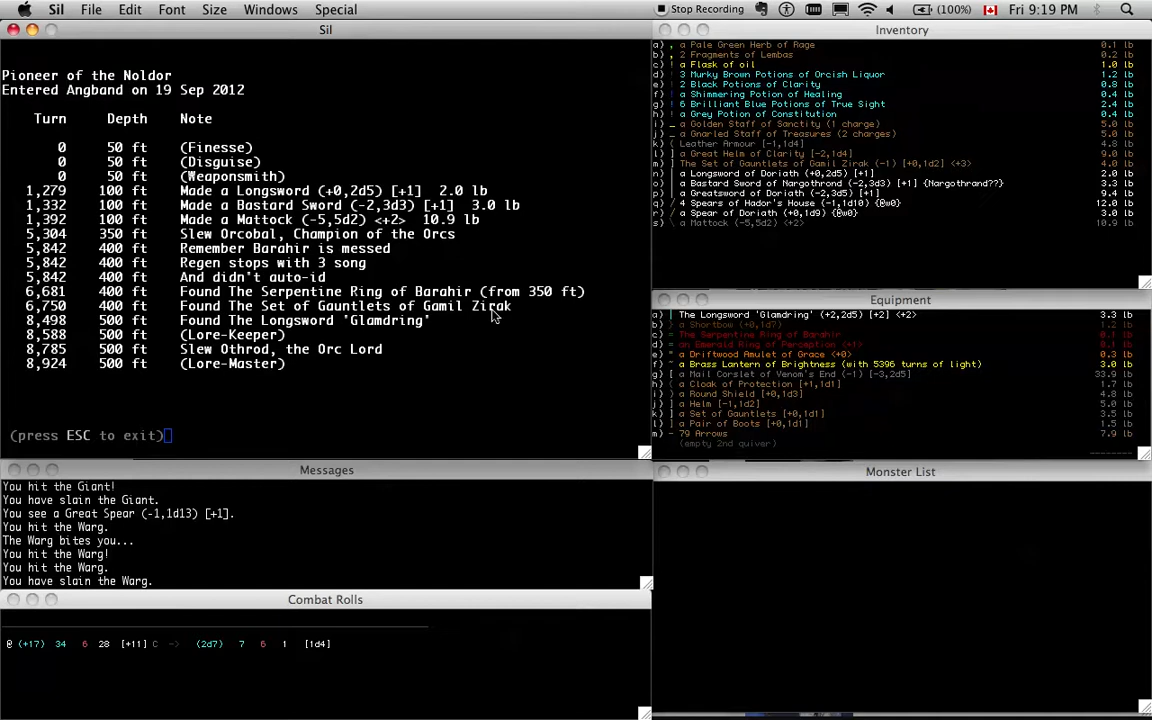 Sil File Edit Font Size Windows Special
Stop Recording (100%) Fri 9:19 PM
Sil
Pioneer of the Noldor
Entered Angband on 19 Sep 2012
Turn Depth Note
0 50 ft (Finesse)
0 50 ft (Disguise)
0 50 ft (Weaponsmith)
1,279 100 ft Made a Longsword (+0,2d5) [+1] 2.0 lb
1,332 100 ft Made a Bastard Sword (-2,3d3) [+1] 3.0 lb
1,392 100 ft Made a Mattock (-5,5d2) <+2> 10.9 lb
5,304 350 ft Slew Orcobal, Champion of the Orcs
5,842 400 ft Remember Barahir is messed
5,842 400 ft Regen stops with 3 song
5,842 400 ft And didn't auto-id
6,681 400 ft Found The Serpentine Ring of Barahir (from 350 ft)
6,750 400 ft Found The Set of Gauntlets of Gamil Zirak
8,498 500 ft Found The Longsword 'Glamdring'
8,588 500 ft (Lore-Keeper)
8,785 500 ft Slew Othrod, the Orc Lord
8,924 500 ft (Lore-Master)
(press ESC to exit)
Inventory
a) , a Pale Green Herb of Rage 0.1 lb
b) , 2 Fragments of Lembas 0.2 lb
c) ! a Flask of oil 1.0 lb
d) ! 3 Murky Brown Potions of Orcish Liquor 1.2 lb
e) ! 2 Black Potions of Clarity 0.8 lb
f) ! a Shimmering Potion of Healing 0.4 lb
g) ! 6 Brilliant Blue Potions of True Sight 2.4 lb
h) ! a Grey Potion of Constitution 0.4 lb
i) _ a Golden Staff of Sanctity (1 charge) 5.0 lb
j) _ a Gnarled Staff of Treasures (2 charges) 5.0 lb
k) ( Leather Armour [-1,1d4] 4.8 lb
l) ] a Great Helm of Clarity [-2,1d4] 9.0 lb
m) ] The Set of Gauntlets of Gamil Zirak (-1) [+0,1d2] <+3> 4.0 lb
n) | a Longsword of Doriath (+0,2d5) [+1] 2.0 lb
o) | a Bastard Sword of Nargothrond (-2,3d3) [+1] {Nargothrand??} 3.3 lb
p) | a Greatsword of Doriath (-2,3d5) [+1] 9.4 lb
q) / 4 Spears of Hador's House (-1,1d10) {@w0} 12.0 lb
r) / a Spear of Doriath (+0,1d9) {@w0} 3.0 lb
s) \ a Mattock (-5,5d2) <+2> 10.9 lb
Equipment
a) | The Longsword 'Glamdring' (+2,2d5) [+2] <+2> 3.3 lb
b) } a Shortbow (+0,1d7) 1.2 lb
c) = The Serpentine Ring of Barahir 0.1 lb
d) = an Emerald Ring of Perception <+1> 0.1 lb
e) " a Driftwood Amulet of Grace <+0> 0.3 lb
f) ~ a Brass Lantern of Brightness (with 5396 turns of light) 3.0 lb
g) [ a Mail Corslet of Venom's End (-1) [-3,2d5] 33.9 lb
h) ( a Cloak of Protection [+1,1d1] 1.7 lb
i) ) a Round Shield [+0,1d3] 4.8 lb
j) ] a Helm [-1,1d2] 5.0 lb
k) ] a Set of Gauntlets [+0,1d1] 3.5 lb
l) ] a Pair of Boots [+0,1d1] 1.5 lb
m) - 79 Arrows 7.9 lb
(empty 2nd quiver)
Messages
You hit the Giant!
You have slain the Giant.
You see a Great Spear (-1,1d13) [+1].
You hit the Warg.
The Warg bites you...
You hit the Warg!
You hit the Warg.
You have slain the Warg.
Monster List
Combat Rolls
@ (+17) 34 6 28 [+11] C -> (2d7) 7 6 1 [1d4]